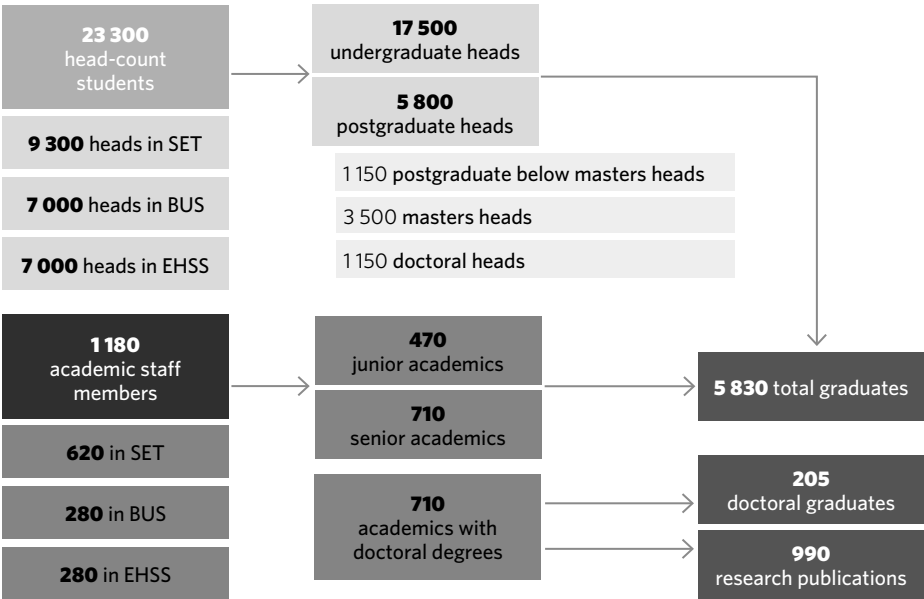 23 300
head-count
students
9 300 heads in SET
7 000 heads in BUS
7 000 heads in EHSS
17 500
undergraduate heads
5 800
postgraduate heads
1 150 postgraduate below masters heads
3 500 masters heads
1 150 doctoral heads
1 180
academic staff
members
620 in SET
280 in BUS
280 in EHSS
470
junior academics
710
senior academics
710
academics with
doctoral degrees
5 830 total graduates
205
doctoral graduates
990
research publications